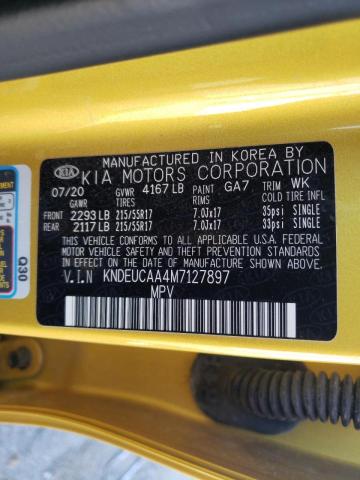 MANUFACTURED IN KOREA BY
KIA KIA MOTORS CORPORATION
07/20 GVWR 4167 LB PAINT GA7 TRIM WK
GAWR TIRES RIMS COLD TIRE INFL
FRONT 2293 LB 215/55R17 7.0JX17 35psi SINGLE
REAR 2117 LB 215/55R17 7.0JX17 33psi SINGLE
THIS VEHICLE CONFORMS TO ALL APPLICABLE U.S.A. FEDERAL MOTOR
VEHICLE SAFETY AND THEFT PREVENTION STANDARDS IN
EFFECT ON THE DATE OF MANUFACTURE SHOWN ABOVE.
V.I.N KNDEUCAA4M7127897
MPV
Q30